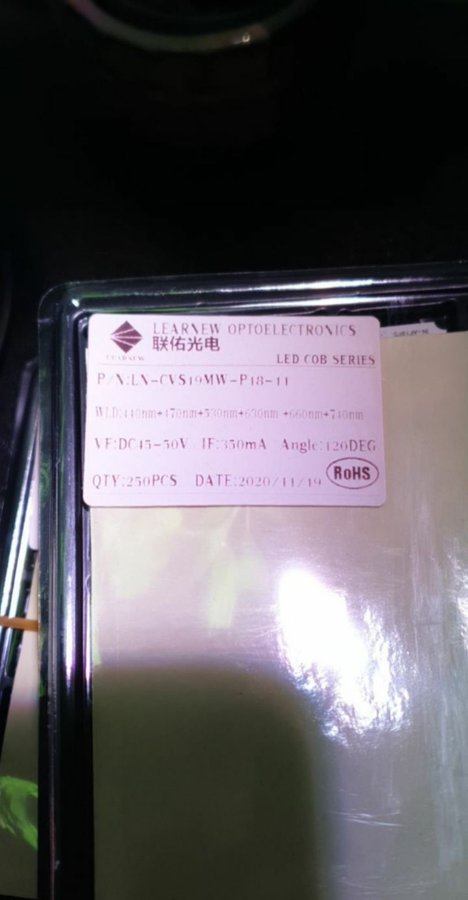 LEARNEW OPTOELECTRONICS
联佑光电
LEARNEW
LED COB SERIES
P/N:LN-CVS19MW-P18-11
WLD:440nm+470nm+530nm+630nm+660nm+740nm
VF:DC45-50V IF:350mA Angle:120DEG
QTY:250PCS DATE:2020/11/19
RoHS